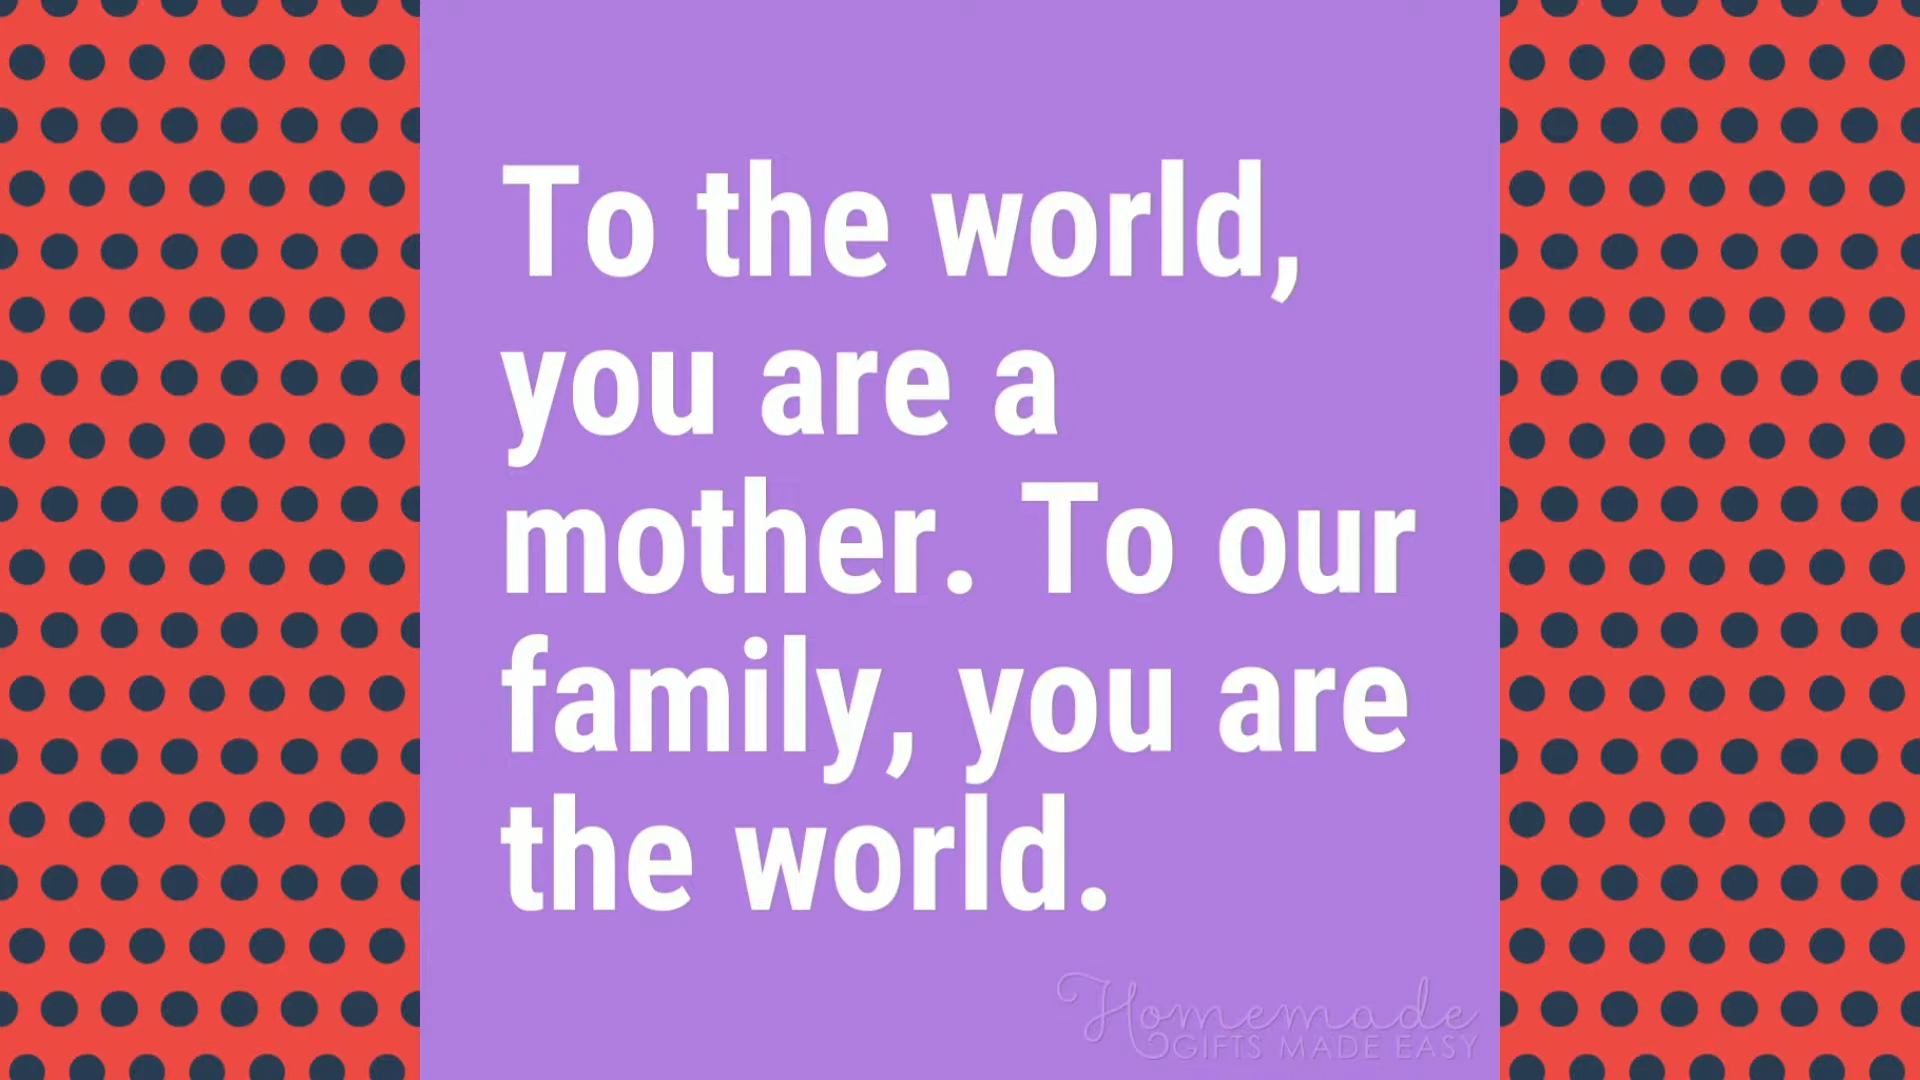 To the world,
you are a
mother. To our
family, you are
the world.
Homemade
GIFTS MADE EASY